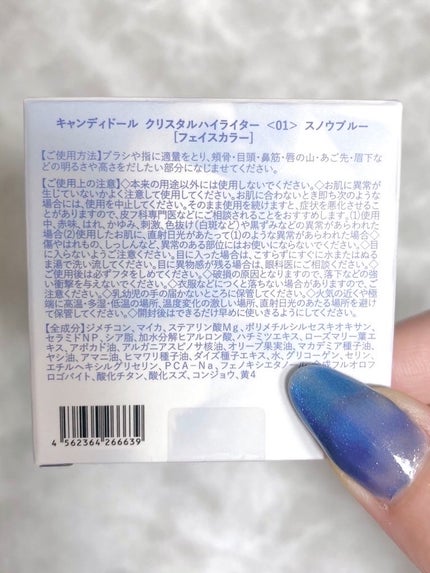 キャンディドール クリスタルハイライター <01> スノウブルー
[フェイスカラー]
【ご使用方法】ブラシや指に適量をとり、頬骨・目頭・鼻筋・唇の山・あご先・眉下な
どの明るさや高さをだしたい部分になじませてください。
【ご使用上の注意】◇本来の用途以外には使用しないでください。◇お肌に異常が
生じていないかよく注意して使用してください。お肌に合わないとき即ち次のような
場合には、使用を中止してください。そのまま使用を続けますと、症状を悪化させるこ
とがありますので、皮フ科専門医などにご相談されることをおすすめします。(1)使用
中、赤味、はれ、かゆみ、刺激、色抜け(白斑など)や黒ずみなどの異常があらわれた
場合(2)使用したお肌に、直射日光があたって(1)のような異常があらわれた場合◇
傷やはれもの、しっしんなど、異常のある部位にはお使いにならないでください。◇目
に入らないようご注意ください。目に入った場合は、こすらずにすぐに水またはぬる
ま湯で洗い流してください。目に異物感が残る場合は、眼科医にご相談ください。◇
ご使用後は必ずフタをしめてください。◇破損の原因となりますので、落下などの強
い衝撃を与えないでください。◇衣服などにつくと落ちない場合がありますので、ご
注意ください。◇乳幼児の手の届かないところに保管してください。◇火気の近くや極
端に高温・多湿・低温の場所、温度変化の激しい場所、直射日光のあたる場所を避け
て保管してください。◇開封後はできるだけ早めに使いきるようにしてください。
【全成分】ジメチコン、マイカ、ステアリン酸Mg、ポリメチルシルセスキオキサン、
セラミドNP、シア脂、加水分解ヒアルロン酸、ハチミツエキス、ローズマリー葉エ
キス、アボカド油、アルガニアスピノサ核油、オリーブ果実油、マカデミア種子油、
ヤシ油、アマニ油、ヒマワリ種子油、ダイズ種子エキス、水、グリコーゲン、セリン、
エチルヘキシルグリセリン、PCA-Na、フェノキシエタノ 成フルオロフ
ロゴパイト、酸化チタン、酸化スズ、コンジョウ、黄4
4 562364 266639